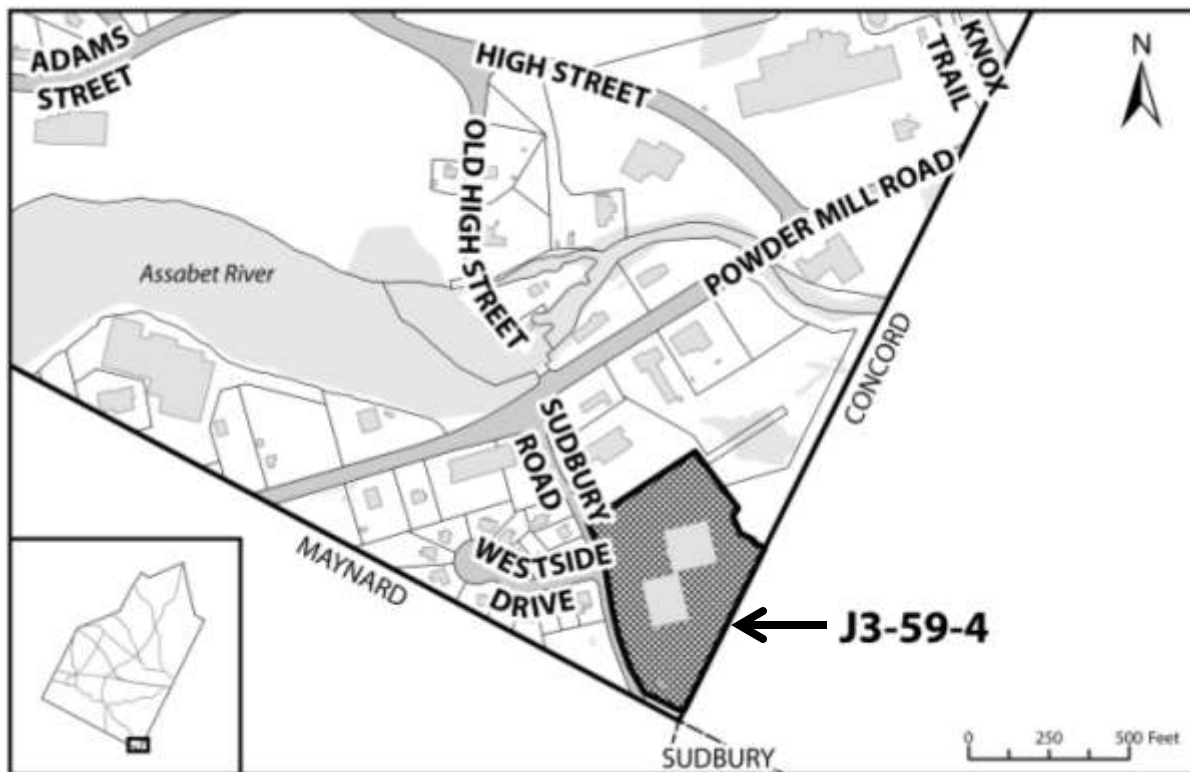 ADAMS
STREET
HIGH STREET
KNOX
TRAIL
N
OLD HIGH STREET
POWDER MILL ROAD
Assabet River
CONCORD
SUDBURY
ROAD
WESTSIDE
DRIVE
MAYNARD
J3-59-4
SUDBURY
0 250 500 Feet